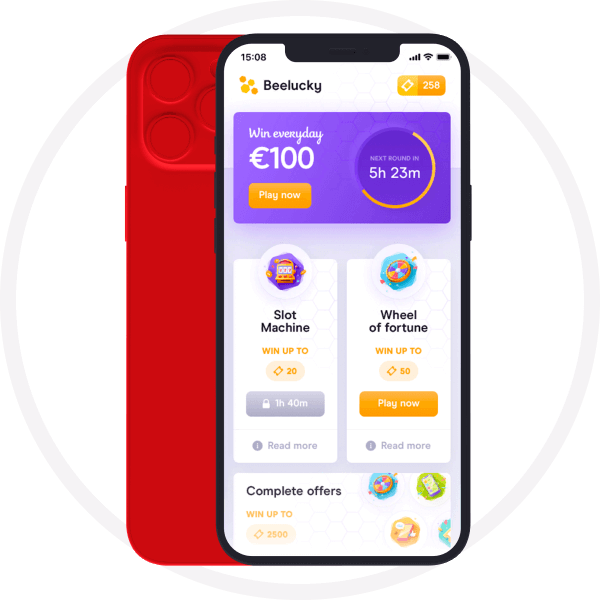 15:08
Beelucky
258
Win everyday
€100
Play now
NEXT ROUND IN
5h 23m
Slot
Machine
WIN UP TO
20
1h 40m
Read more
Wheel
of fortune
WIN UP TO
50
Play now
Read more
Complete offers
WIN UP TO
2500